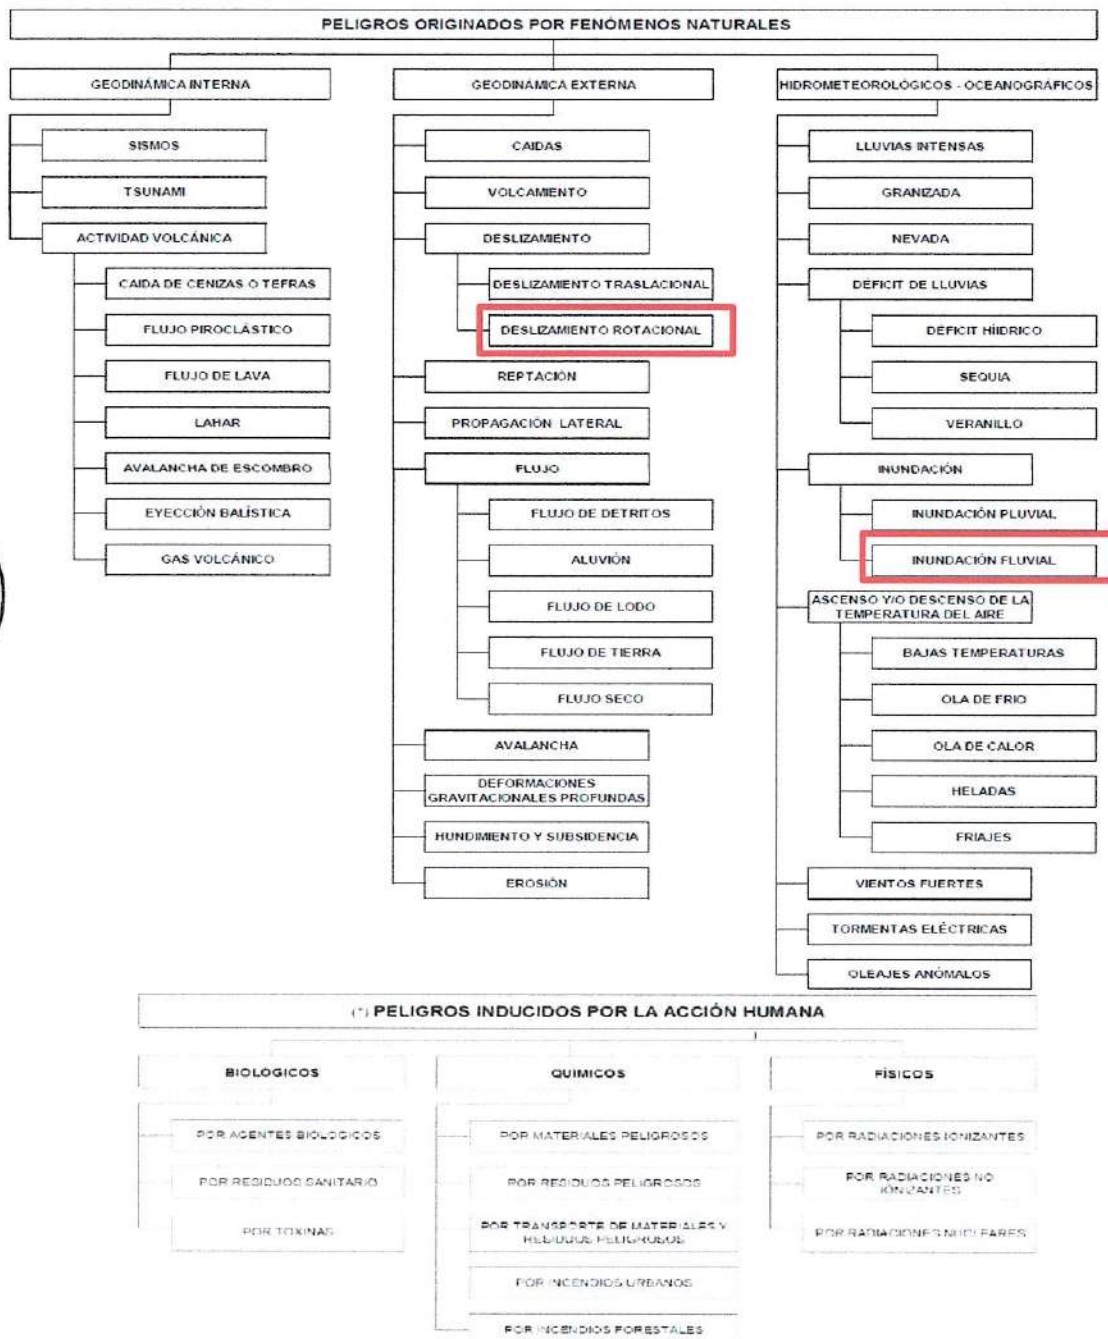 PELIGROS ORIGINADOS POR FENÓMENOS NATURALES
GEODINÁMICA INTERNA
SISMOS
TSUNAMI
ACTIVIDAD VOLCÁNICA
CAIDA DE CENIZAS O TEFRAS
FLUJO PIROCLÁSTICO
FLUJO DE LAVA
LAHAR
AVALANCHA DE ESCOMBRO
EYECCIÓN BALÍSTICA
GAS VOLCÁNICO
GEODINÁMICA EXTERNA
CAIDAS
VOLCAMIENTO
DESLIZAMIENTO
DESLIZAMIENTO TRASLACIONAL
DESLIZAMIENTO ROTACIONAL
REPTACIÓN
PROPAGACIÓN LATERAL
FLUJO
FLUJO DE DETRITOS
ALUVIÓN
FLUJO DE LODO
FLUJO DE TIERRA
FLUJO SECO
AVALANCHA
DEFORMACIONES
GRAVITACIONALES PROFUNDAS
HUNDIMIENTO Y SUBSIDENCIA
EROSIÓN
HIDROMETEOROLÓGICOS - OCEANOGRÁFICOS
LLUVIAS INTENSAS
GRANIZADA
NEVADA
DÉFICIT DE LLUVIAS
DÉFICIT HÍIDRICO
SEQUIA
VERANILLO
INUNDACIÓN
INUNDACIÓN PLUVIAL
INUNDACIÓN FLUVIAL
ASCENSO Y/O DESCENSO DE LA
TEMPERATURA DEL AIRE
BAJAS TEMPERATURAS
OLA DE FRIO
OLA DE CALOR
HELADAS
FRIAJES
VIENTOS FUERTES
TORMENTAS ELÉCTRICAS
OLEAJES ANÓMALOS
(*) PELIGROS INDUCIDOS POR LA ACCIÓN HUMANA
BIOLÓGICOS
POR AGENTES BIOLOGICOS
POR RESIDUOS SANITARIO
POR TOXINAS
QUIMICOS
POR MATERIALES PELIGROSOS
POR RESIDUOS PELIGROSOS
POR TRANSPORTE DE MATERIALES Y
RESIDUOS PELIGROSOS
POR INCENDIOS URBANOS
POR INCENDIOS FORESTALES
FÍSICOS
POR RADIACIONES IONIZANTES
POR RADIACIONES NO
IONIZANTES
POR RADIACIONES NUCLEARES